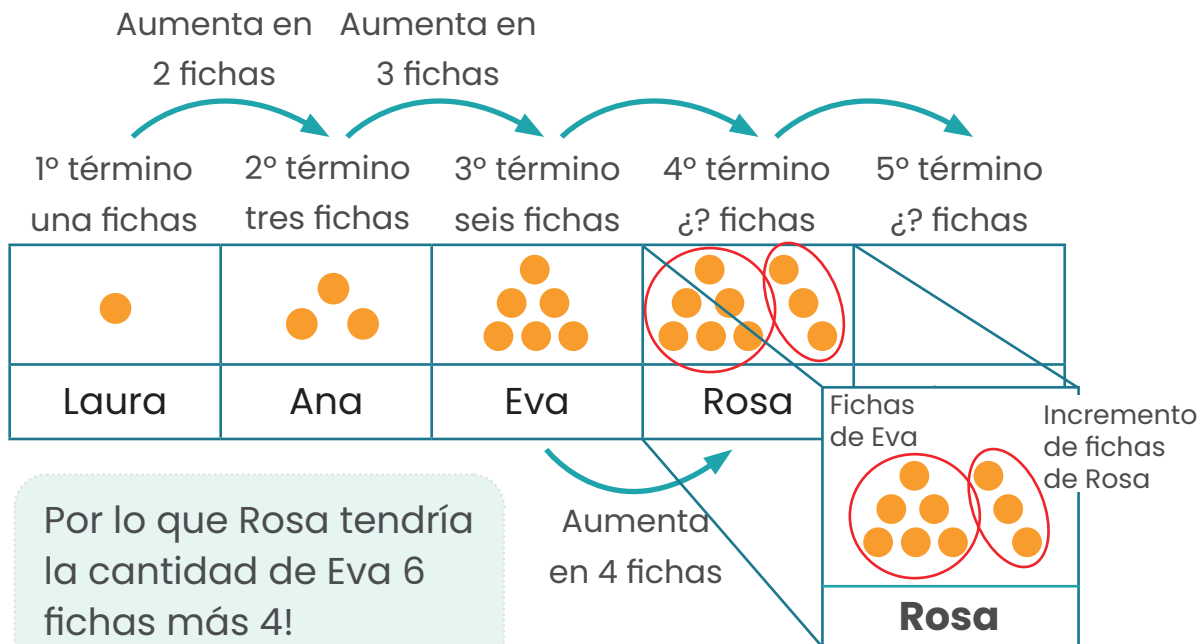 Aumenta en
2 fichas
Aumenta en
3 fichas
1º término
una fichas
2º término
tres fichas
3º término
seis fichas
4º término
¿? fichas
5º término
¿? fichas
Laura
Ana
Eva
Rosa
Fichas
de Eva
Incremento
de fichas
de Rosa
Rosa
Aumenta
en 4 fichas
Por lo que Rosa tendría
la cantidad de Eva 6
fichas más 4!